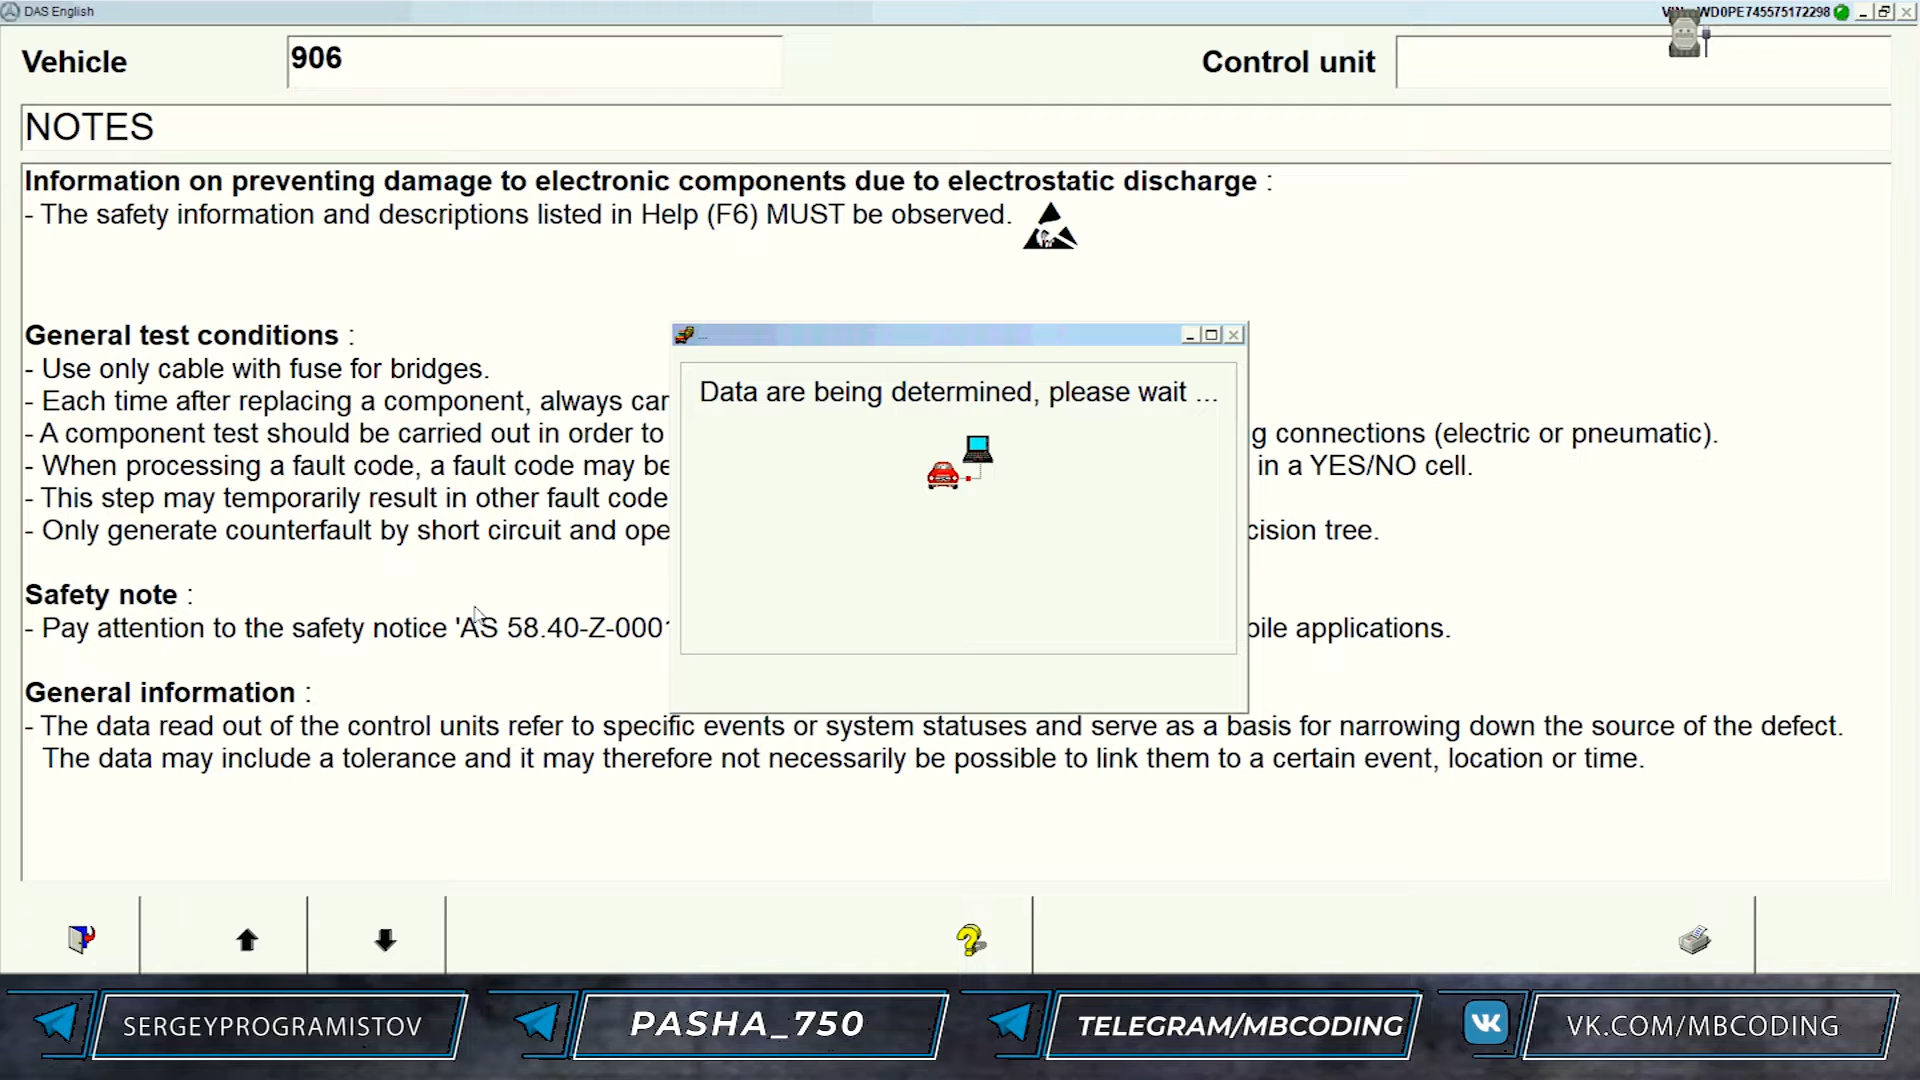 DAS English
WD0PE745575172298
Vehicle
906
Control unit
NOTES
Information on preventing damage to electronic components due to electrostatic discharge :
- The safety information and descriptions listed in Help (F6) MUST be observed.
General test conditions :
- Use only cable with fuse for bridges.
- Each time after replacing a component, always car
- A component test should be carried out in order to g connections (electric or pneumatic).
- When processing a fault code, a fault code may be in a YES/NO cell.
- This step may temporarily result in other fault code
- Only generate counterfault by short circuit and ope cision tree.
Safety note :
- Pay attention to the safety notice 'AS 58.40-Z-0001 bile applications.
General information :
- The data read out of the control units refer to specific events or system statuses and serve as a basis for narrowing down the source of the defect.
The data may include a tolerance and it may therefore not necessarily be possible to link them to a certain event, location or time.
...
Data are being determined, please wait ...
SERGEYPROGRAMISTOV
PASHA_750
TELEGRAM/MBCODING
VK.COM/MBCODING